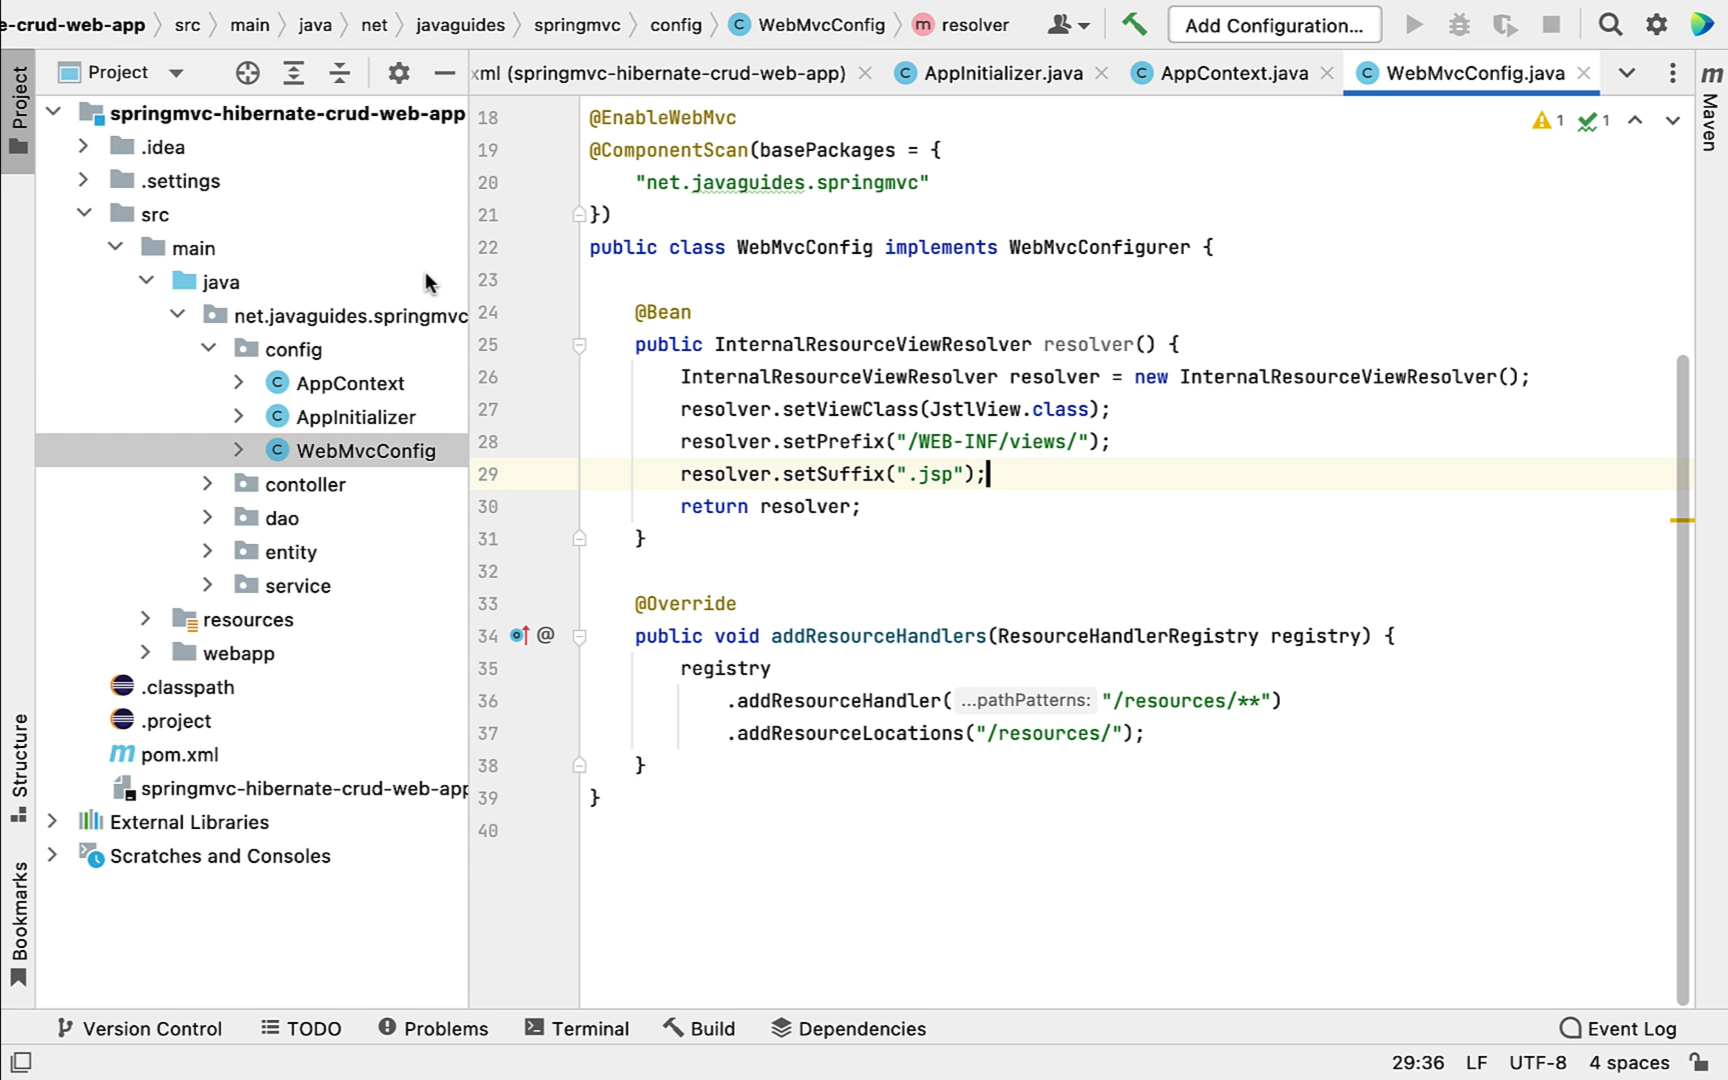 e-crud-web-app src main java net javaguides springmvc config C WebMvcConfig m resolver Add Configuration...
Project xml (springmvc-hibernate-crud-web-app) C AppInitializer.java C AppContext.java C WebMvcConfig.java
Project
Structure
Bookmarks
springmvc-hibernate-crud-web-app
.idea
.settings
src
main
java
net.javaguides.springmvc
config
C AppContext
C AppInitializer
C WebMvcConfig
contoller
dao
entity
service
resources
webapp
.classpath
.project
m pom.xml
springmvc-hibernate-crud-web-app
External Libraries
Scratches and Consoles
18 @EnableWebMvc
19 @ComponentScan(basePackages = {
20 "net.javaguides.springmvc"
21 })
22 public class WebMvcConfig implements WebMvcConfigurer {
23
24 @Bean
25 public InternalResourceViewResolver resolver() {
26 InternalResourceViewResolver resolver = new InternalResourceViewResolver();
27 resolver.setViewClass(JstlView.class);
28 resolver.setPrefix("/WEB-INF/views/");
29 resolver.setSuffix(".jsp");
30 return resolver;
31 }
32
33 @Override
34 @ public void addResourceHandlers(ResourceHandlerRegistry registry) {
35 registry
36 .addResourceHandler( ...pathPatterns: "/resources/**")
37 .addResourceLocations("/resources/");
38 }
39 }
40
1 1
m Maven
Version Control TODO Problems Terminal Build Dependencies Event Log
29:36 LF UTF-8 4 spaces